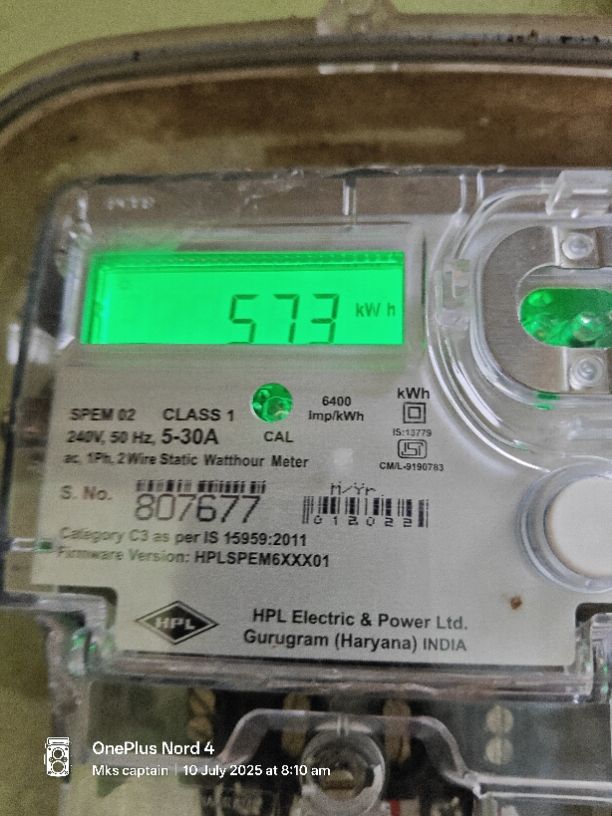 573 kWh
6400
Imp/kWh
kWh
SPEM 02 CLASS 1
240V, 50 Hz, 5-30A
CAL
IS:13779
ISI
CM/L-9190783
ac, 1Ph, 2 Wire Static Watthour Meter
M/Yr.
S. No. 807677
Category C3 as per IS 15959:2011
Firmware Version: HPLSPEM6XXX01
HPL
HPL Electric & Power Ltd.
Gurugram (Haryana) INDIA
OnePlus Nord 4
Mks captain | 10 July 2025 at 8:10 am